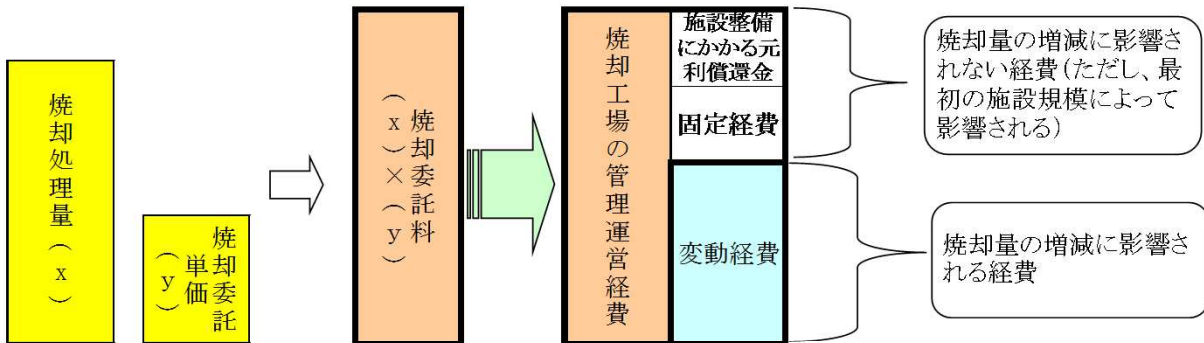 焼却処理量(x)
焼却委託
単価
(y)
焼却委託料
(x)×(y)
焼却工場の管理運営経費
施設整備
にかかる元
利償還金
固定経費
変動経費
焼却量の増減に影響さ
れない経費(ただし、最
初の施設規模によって
影響される)
焼却量の増減に影響さ
れる経費